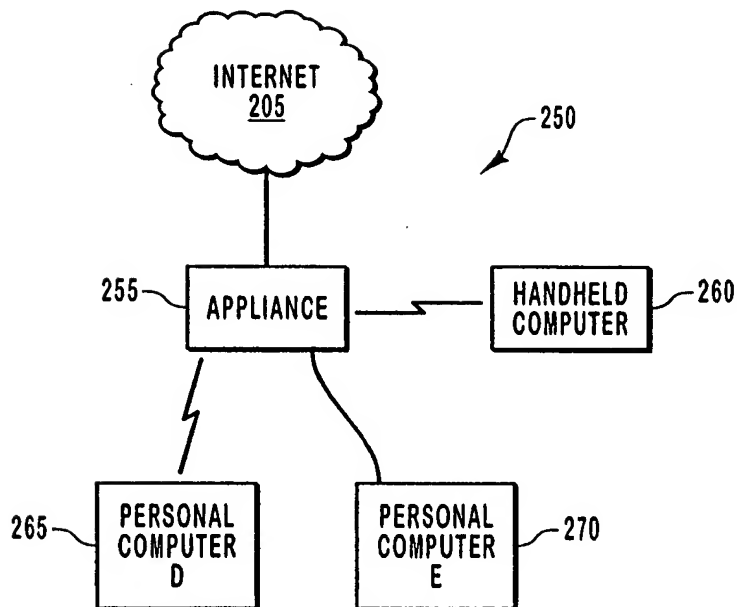 INTERNET
205
250
255
APPLIANCE
HANDHELD
COMPUTER
260
265
PERSONAL
COMPUTER
D
PERSONAL
COMPUTER
E
270